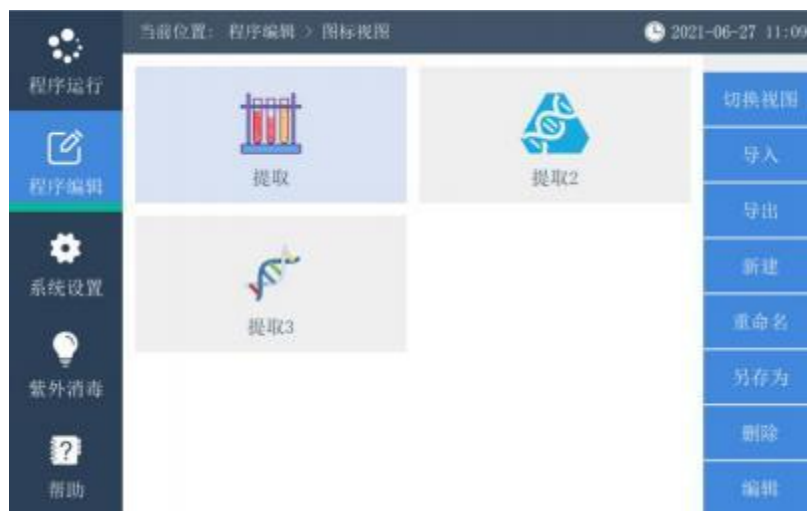 当前位置: 程序编辑 > 图标视图
2021-06-27 11:09
程序运行
程序编辑
系统设置
紫外消毒
帮助
提取
提取2
提取3
切换视图
导入
导出
新建
重命名
另存为
删除
编辑